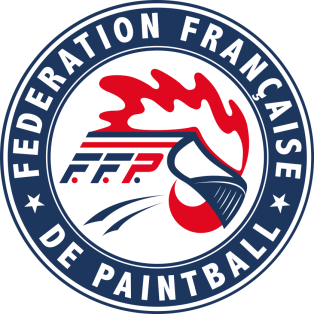 FEDERATION FRANÇAISE
F.F.P
DE PAINTBALL